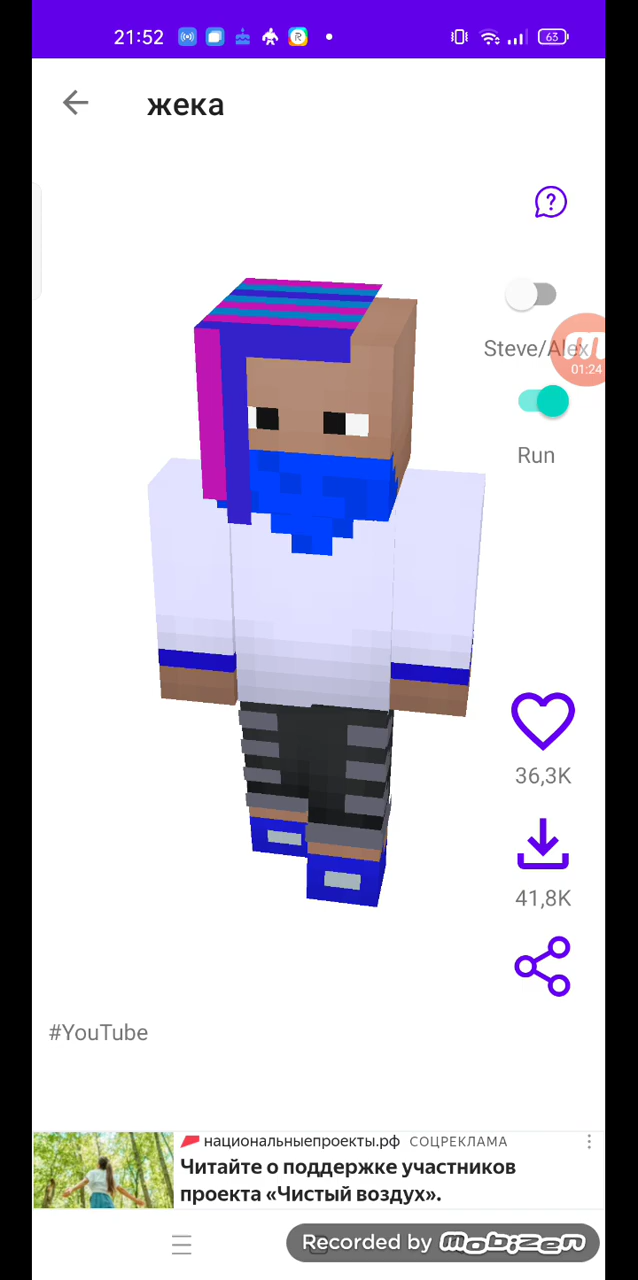 21:52
63
жека
Steve/Alex
01:24
Run
36,3K
41,8K
#YouTube
национальныепроекты.рф СОЦРЕКЛАМА
Читайте о поддержке участников
проекта «Чистый воздух».
Recorded by mobizen